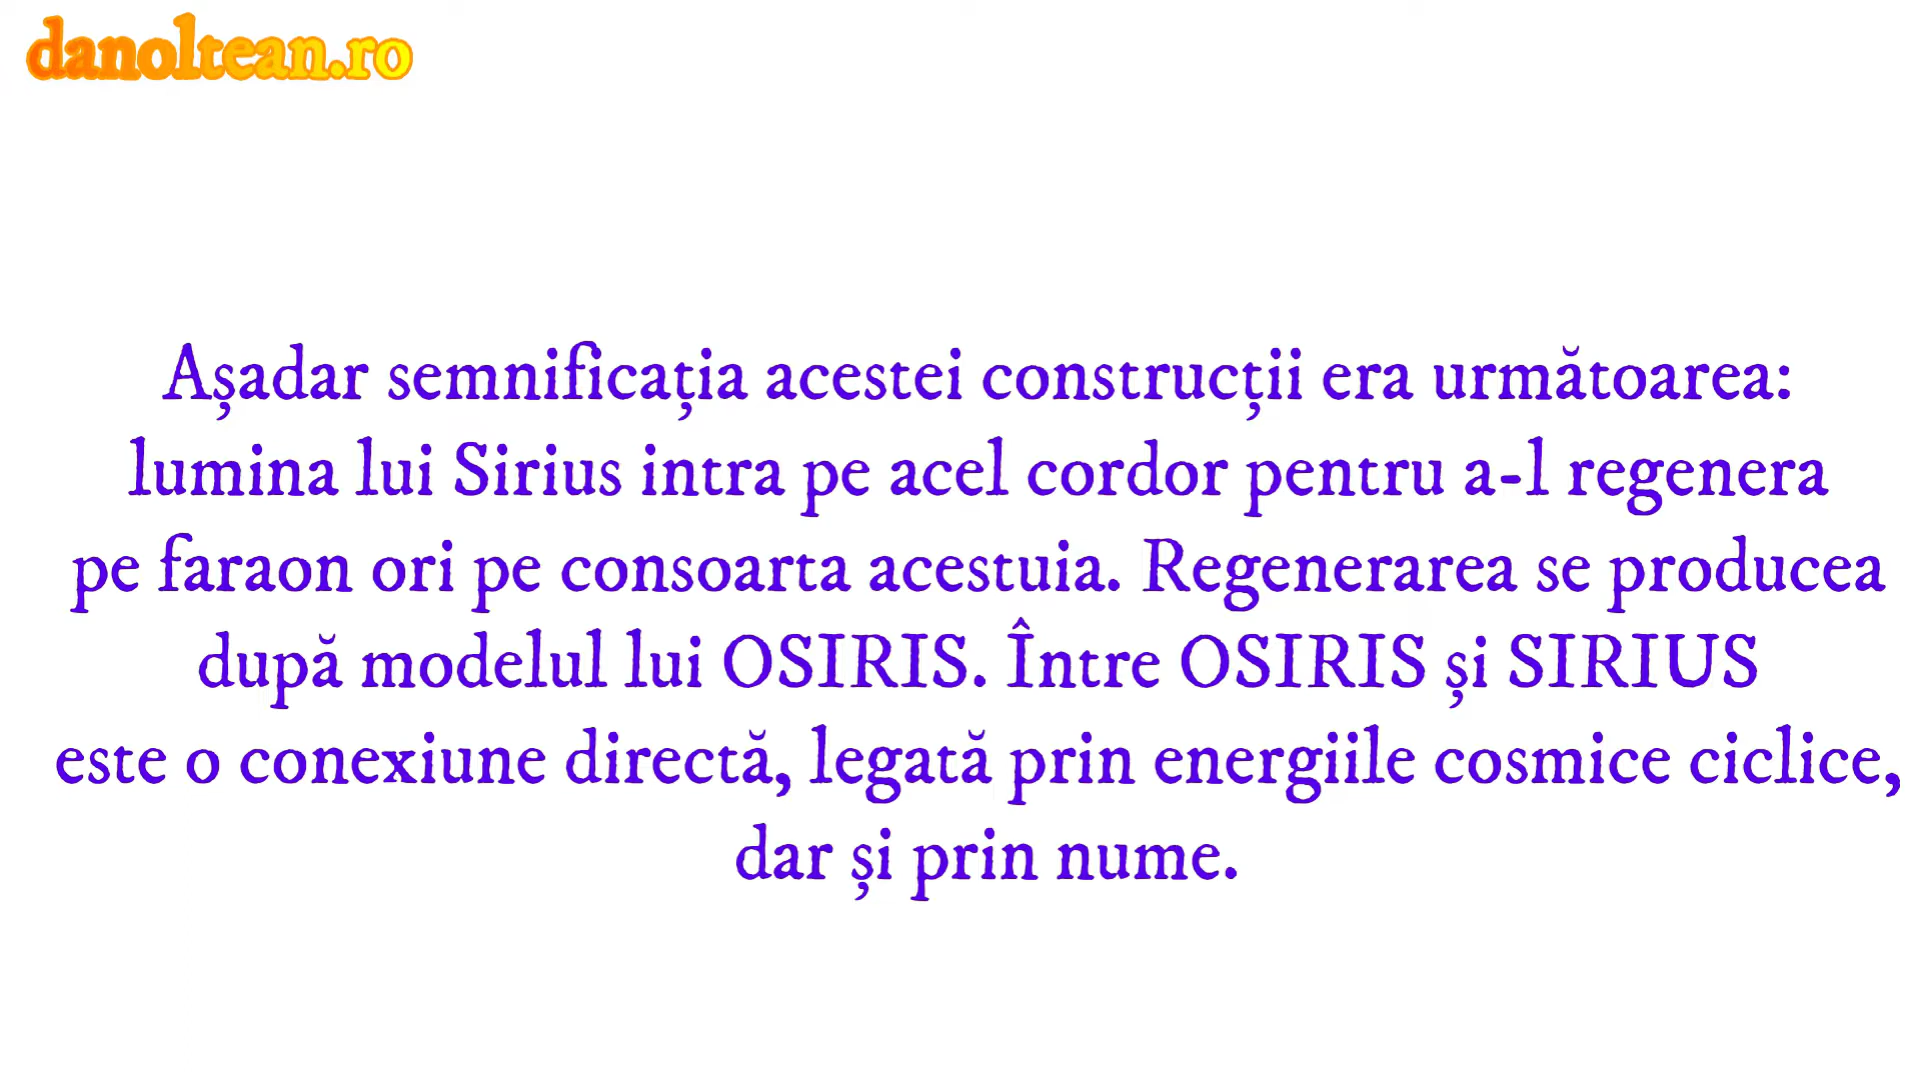 danoltean.ro
Așadar semnificația acestei construcții era următoarea:
lumina lui Sirius intra pe acel cordor pentru a-l regenera
pe faraon ori pe consoarta acestuia. Regenerarea se producea
după modelul lui OSIRIS. Între OSIRIS și SIRIUS
este o conexiune directă, legată prin energiile cosmice ciclice,
dar și prin nume.